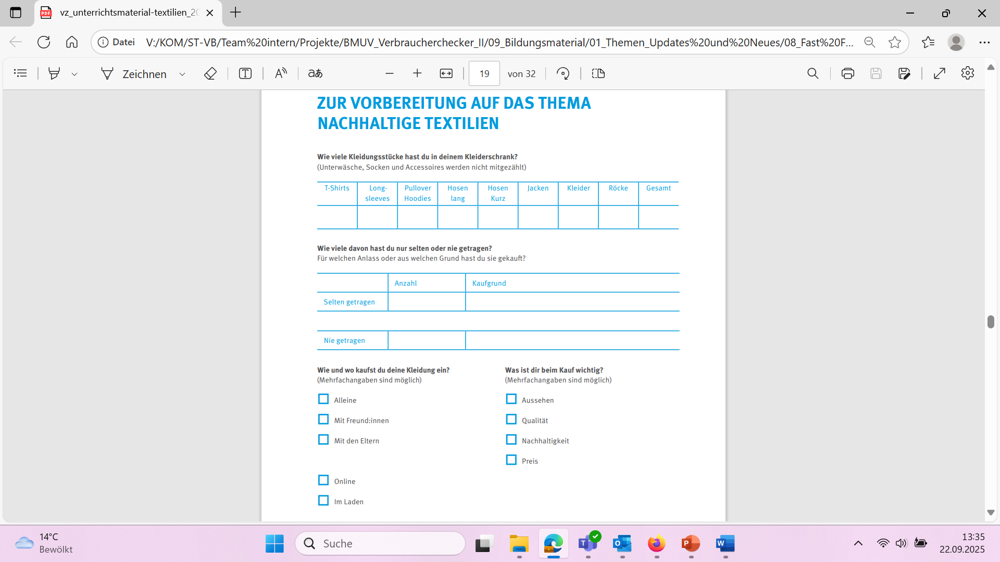 vz_unterrichtsmaterial-textilien_20
Datei
V:/KOM/ST-VB/Team%20intern/Projekte/BMUV_Verbraucherchecker_II/09_Bildungsmaterial/01_Themen_Updates%20und%20Neues/08_Fast%20F...
Zeichnen
aあ
19
von 32
ZUR VORBEREITUNG AUF DAS THEMA
NACHHALTIGE TEXTILIEN
Wie viele Kleidungsstücke hast du in deinem Kleiderschrank?
(Unterwäsche, Socken und Accessoires werden nicht mitgezählt)
T-Shirts Long- Pullover Hosen Hosen Jacken Kleider Röcke Gesamt
sleeves Hoodies lang Kurz
Wie viele davon hast du nur selten oder nie getragen?
Für welchen Anlass oder aus welchen Grund hast du sie gekauft?
Anzahl Kaufgrund
Selten getragen
Nie getragen
Wie und wo kaufst du deine Kleidung ein?
(Mehrfachangaben sind möglich)
Alleine
Mit Freund:innen
Mit den Eltern
Online
Im Laden
Was ist dir beim Kauf wichtig?
(Mehrfachangaben sind möglich)
Aussehen
Qualität
Nachhaltigkeit
Preis
14°C
Bewölkt
Suche
13:35
22.09.2025